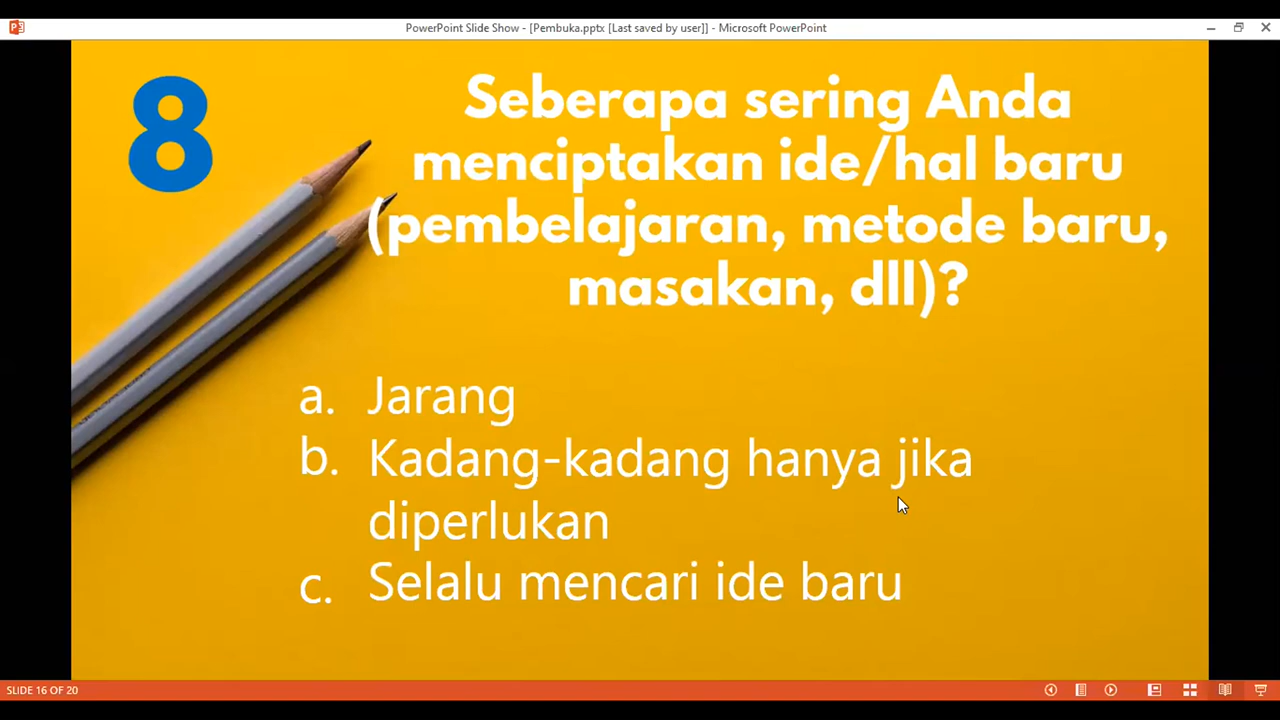 PowerPoint Slide Show - [Pembuka.pptx [Last saved by user]] - Microsoft PowerPoint
8
Seberapa sering Anda
menciptakan ide/hal baru
(pembelajaran, metode baru,
masakan, dll)?
a. Jarang
b. Kadang-kadang hanya jika
diperlukan
c. Selalu mencari ide baru
SLIDE 16 OF 20